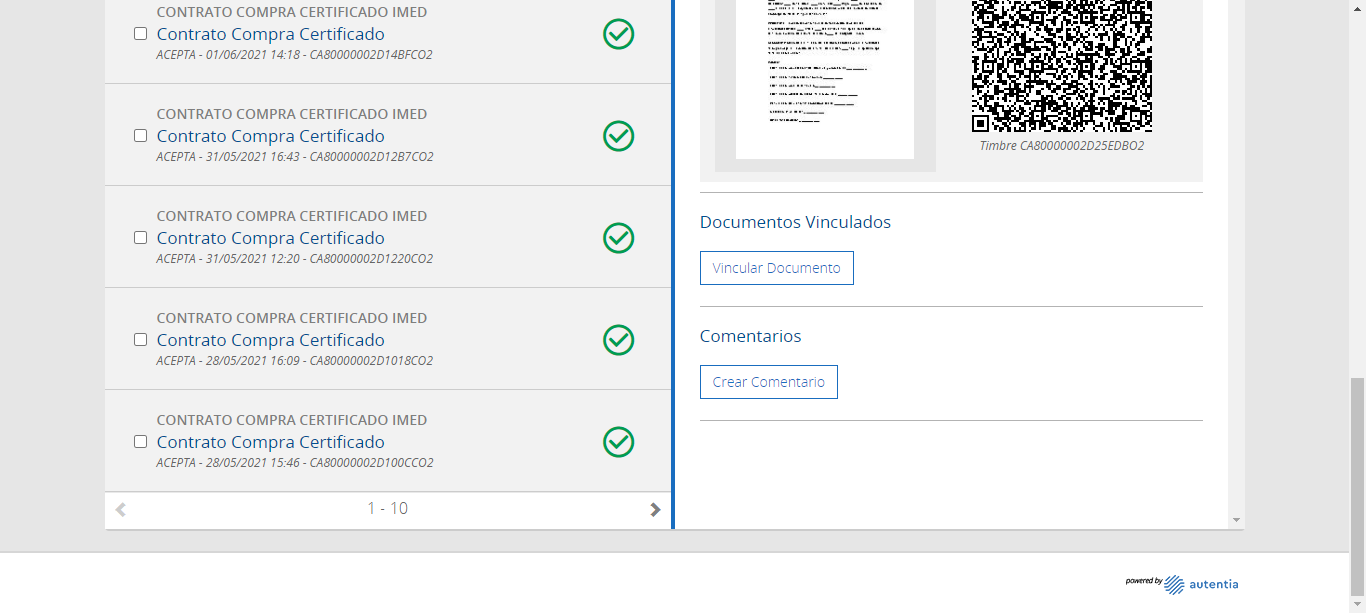 CONTRATO COMPRA CERTIFICADO IMED
Contrato Compra Certificado
ACEPTA - 01/06/2021 14:18 - CA80000002D14BFCO2
CONTRATO COMPRA CERTIFICADO IMED
Contrato Compra Certificado
ACEPTA - 31/05/2021 16:43 - CA80000002D12B7CO2
CONTRATO COMPRA CERTIFICADO IMED
Contrato Compra Certificado
ACEPTA - 31/05/2021 12:20 - CA80000002D1220CO2
CONTRATO COMPRA CERTIFICADO IMED
Contrato Compra Certificado
ACEPTA - 28/05/2021 16:09 - CA80000002D1018CO2
CONTRATO COMPRA CERTIFICADO IMED
Contrato Compra Certificado
ACEPTA - 28/05/2021 15:46 - CA80000002D100CCO2
1 - 10
Timbre CA80000002D25EDBO2
Documentos Vinculados
Vincular Documento
Comentarios
Crear Comentario
powered by autentia